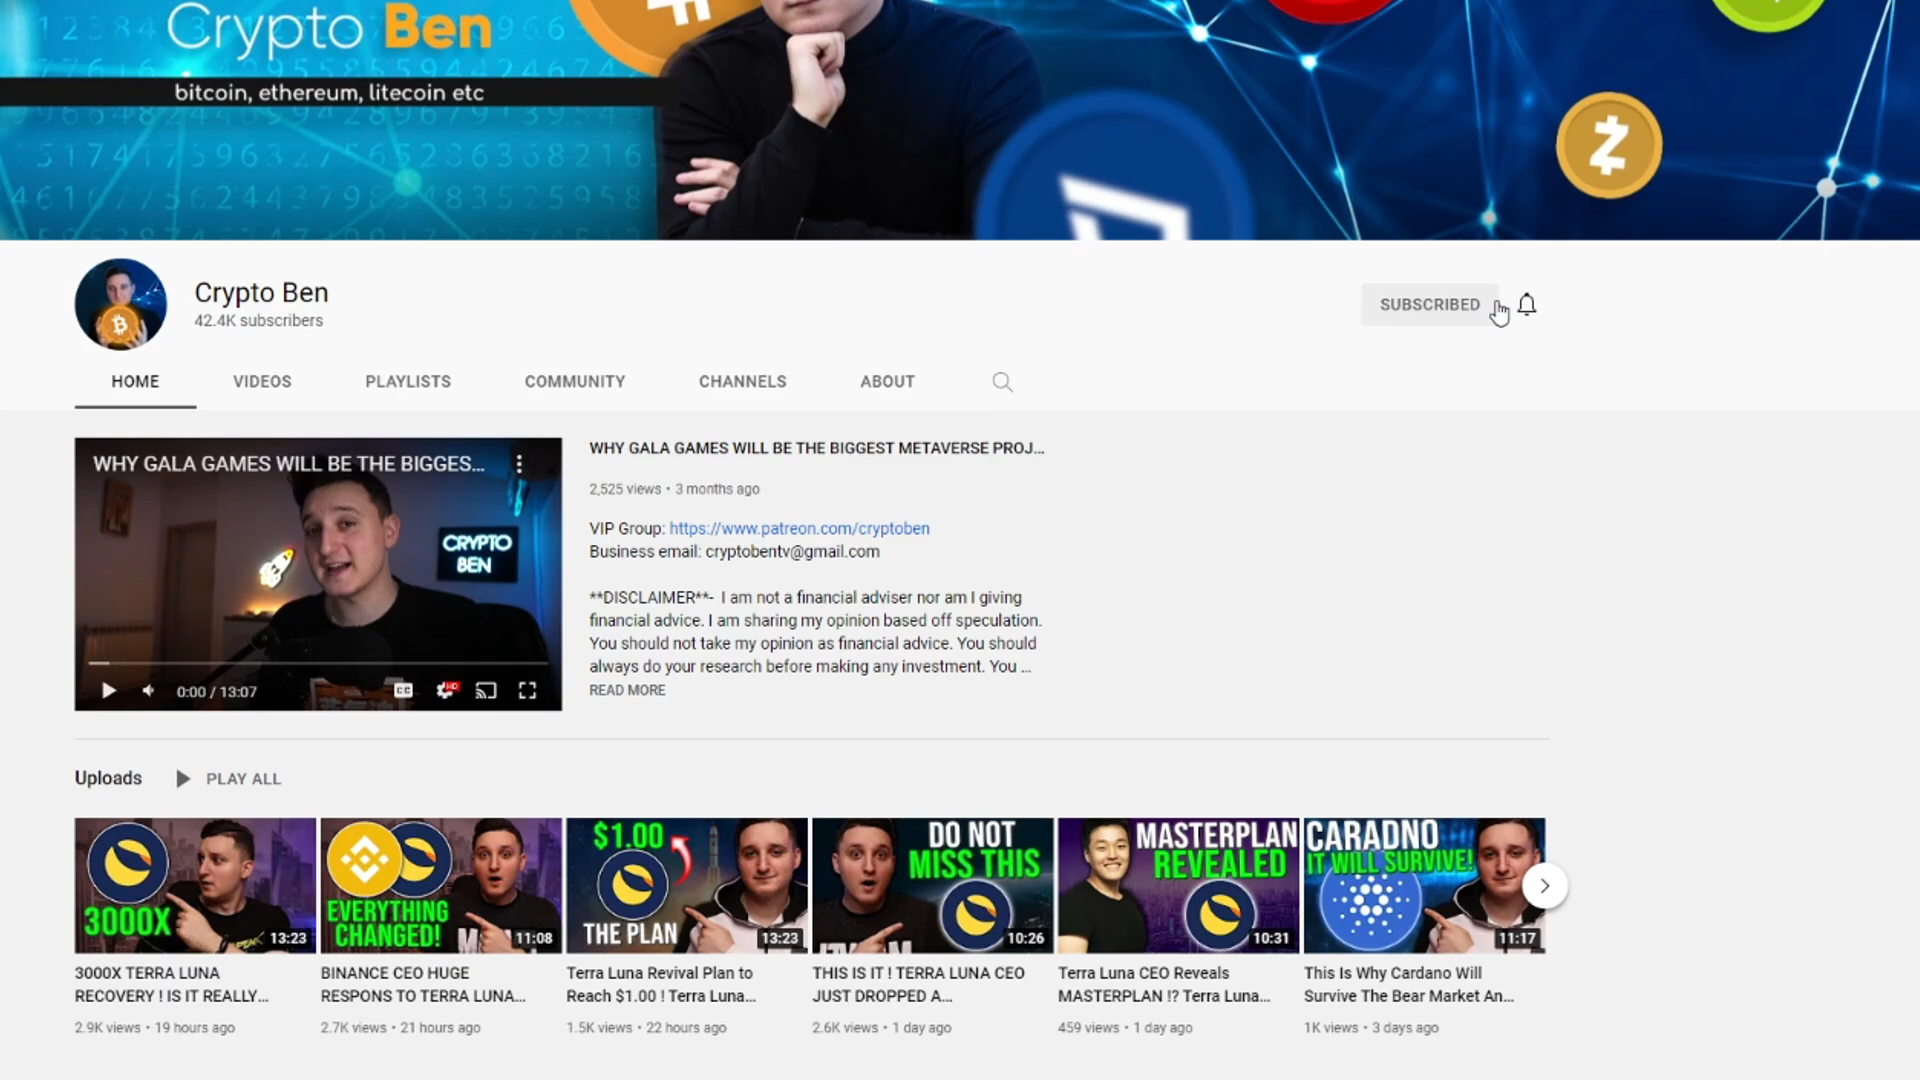 Crypto Ben
bitcoin, ethereum, litecoin etc
Crypto Ben
42.4K subscribers
SUBSCRIBED
HOME VIDEOS PLAYLISTS COMMUNITY CHANNELS ABOUT
WHY GALA GAMES WILL BE THE BIGGES...
CRYPTO
BEN
0:00 / 13:07
CC
HD
WHY GALA GAMES WILL BE THE BIGGEST METAVERSE PROJ...
2,525 views • 3 months ago
VIP Group: https://www.patreon.com/cryptoben
Business email: cryptobentv@gmail.com
**DISCLAIMER**- I am not a financial adviser nor am I giving
financial advice. I am sharing my opinion based off speculation.
You should not take my opinion as financial advice. You should
always do your research before making any investment. You ...
READ MORE
Uploads PLAY ALL
3000X
13:23
EVERYTHING
CHANGED!
11:08
$1.00
THE PLAN
13:23
DO NOT
MISS THIS
10:26
MASTERPLAN
REVEALED
10:31
CARADNO
IT WILL SURVIVE!
11:17
3000X TERRA LUNA
RECOVERY ! IS IT REALLY...
2.9K views • 19 hours ago
BINANCE CEO HUGE
RESPONS TO TERRA LUNA...
2.7K views • 21 hours ago
Terra Luna Revival Plan to
Reach $1.00 ! Terra Luna...
1.5K views • 22 hours ago
THIS IS IT ! TERRA LUNA CEO
JUST DROPPED A...
2.6K views • 1 day ago
Terra Luna CEO Reveals
MASTERPLAN !? Terra Luna...
459 views • 1 day ago
This Is Why Cardano Will
Survive The Bear Market An...
1K views • 3 days ago